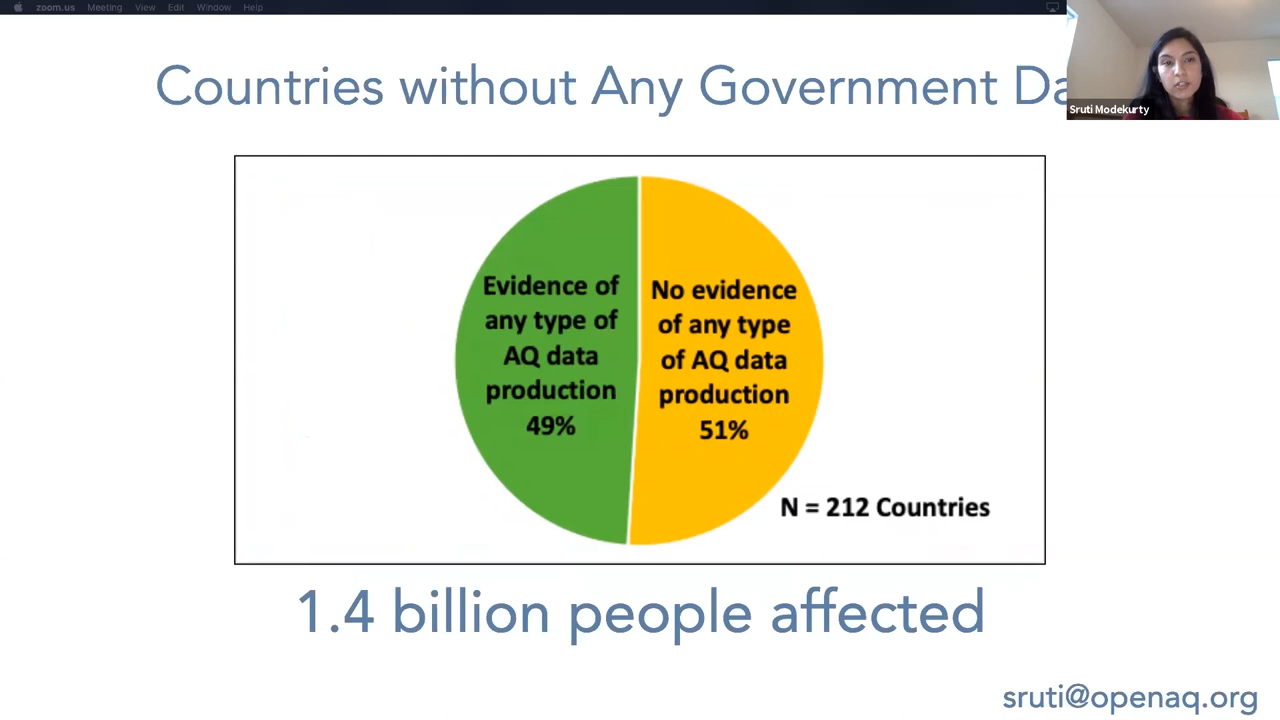 zoom.us Meeting View Edit Window Help
Countries without Any Government Da
Sruti Modekurty
Evidence of
any type of
AQ data
production
49%
No evidence
of any type
of AQ data
production
51%
N = 212 Countries
1.4 billion people affected
sruti@openaq.org